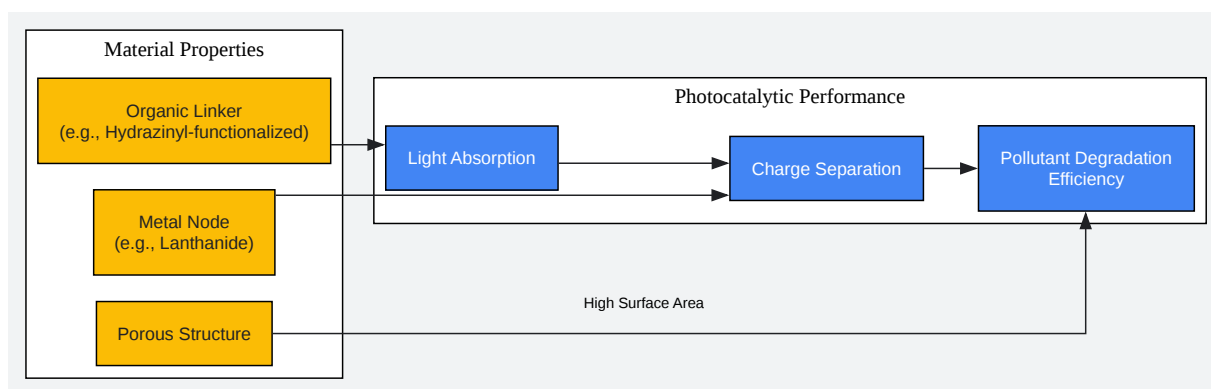 Material Properties
Organic Linker
(e.g., Hydrazinyl-functionalized)
Metal Node
(e.g., Lanthanide)
Porous Structure
Photocatalytic Performance
Light Absorption
Charge Separation
Pollutant Degradation
Efficiency
High Surface Area